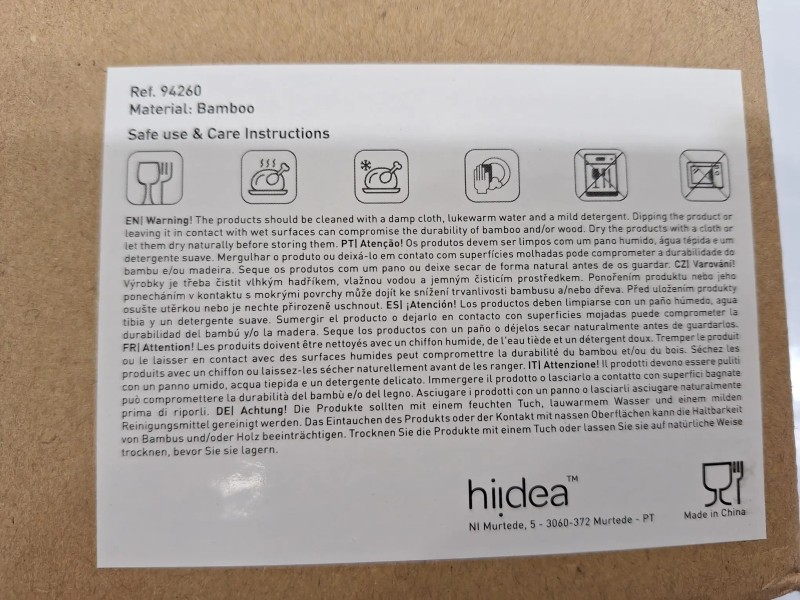 Ref. 94260
Material: Bamboo
Safe use & Care Instructions
EN| Warning! The products should be cleaned with a damp cloth, lukewarm water and a mild detergent. Dipping the product or
leaving it in contact with wet surfaces can compromise the durability of bamboo and/or wood. Dry the products with a cloth or
let them dry naturally before storing them. PT| Atenção! Os produtos devem ser limpos com um pano humido, água tépida e um
detergente suave. Mergulhar o produto ou deixá-lo em contato com superfícies molhadas pode comprometer a durabilidade do
bambu e/ou madeira. Seque os produtos com um pano ou deixe secar de forma natural antes de os guardar. CZ| Varování!
Výrobky je třeba čistit vlhkým hadříkem, vlažnou vodou a jemným čisticím prostředkem. Ponořením produktu nebo jeho
ponecháním v kontaktu s mokrými povrchy může dojít ke snížení trvanlivosti bambusu a/nebo dřeva. Před uložením produkty
osušte utěrkou nebo je nechte přirozeně uschnout. ES| ¡Atención! Los productos deben limpiarse con un paño húmedo, agua
tibia y un detergente suave. Sumergir el producto o dejarlo en contacto con superficies mojadas puede comprometer la
durabilidad del bambú y/o la madera. Seque los productos con un paño o déjelos secar naturalmente antes de guardarlos.
FR| Attention! Les produits doivent être nettoyés avec un chiffon humide, de l'eau tiède et un détergent doux. Tremper le produit
ou le laisser en contact avec des surfaces humides peut compromettre la durabilité du bambou et/ou du bois. Séchez les
produits avec un chiffon ou laissez-les sécher naturellement avant de les ranger. IT| Attenzione! Il prodotti devono essere puliti
con un panno umido, acqua tiepida e un detergente delicato. Immergere il prodotto o lasciarlo a contatto con superfici bagnate
può compromettere la durabilità del bambù e/o del legno. Asciugare i prodotti con un panno o lasciarli asciugare naturalmente
prima di riporli. DE| Achtung! Die Produkte sollten mit einem feuchten Tuch, lauwarmem Wasser und einem milden
Reinigungsmittel gereinigt werden. Das Eintauchen des Produkts oder der Kontakt mit nassen Oberflächen kann die Haltbarkeit
von Bambus und/oder Holz beeinträchtigen. Trocknen Sie die Produkte mit einem Tuch oder lassen Sie sie auf natürliche Weise
trocknen, bevor Sie sie lagern.
hi!dea™
NI Murtede, 5 - 3060-372 Murtede - PT
Made in China